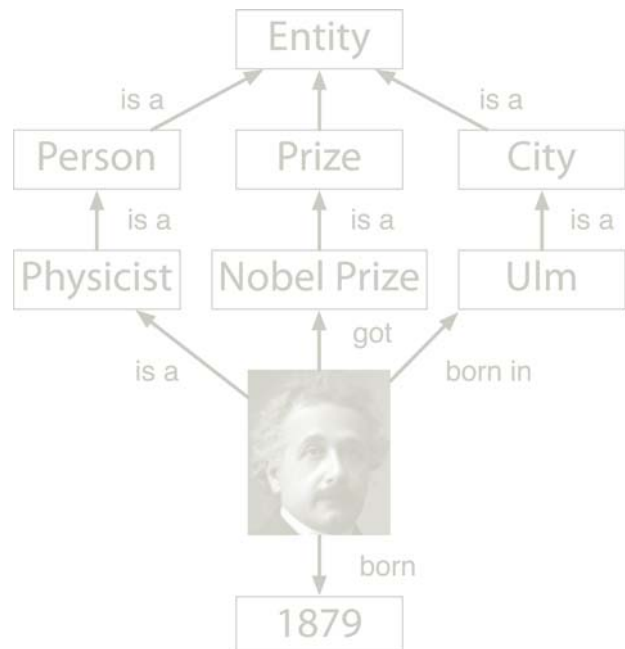 Entity
is a
is a
Person
Prize
City
is a
is a
is a
Physicist
Nobel Prize
Ulm
got
is a
born in
born
1879